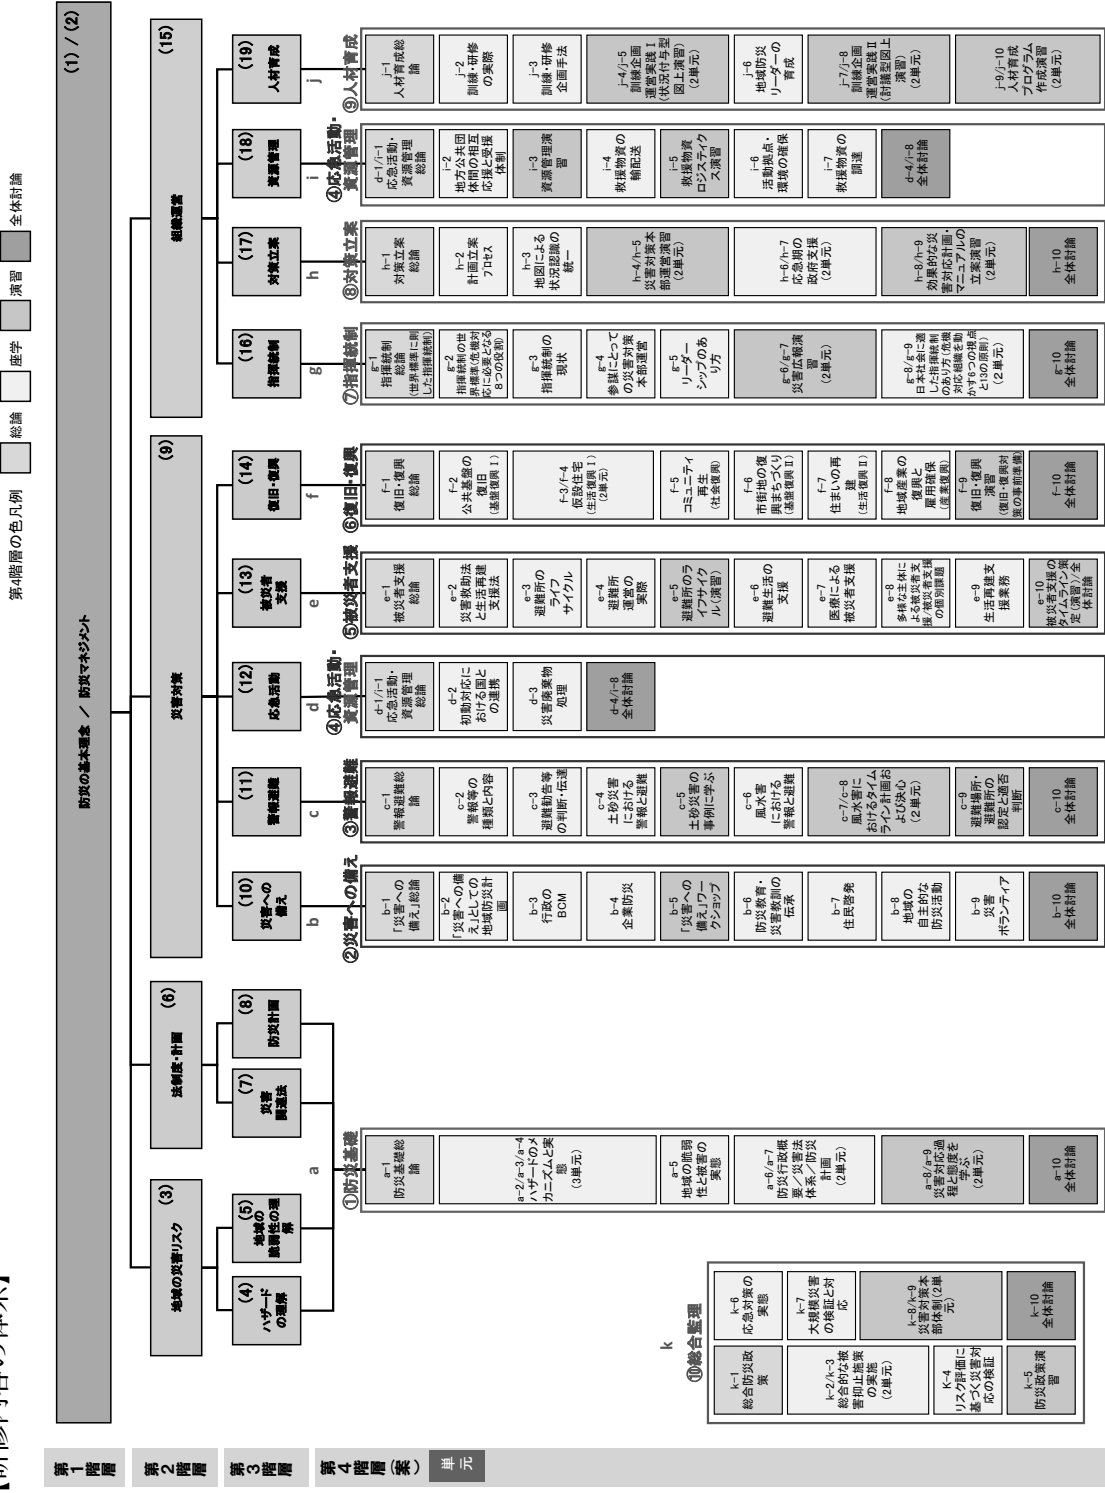 【研修内容の体系】
第4階層の色凡例
総論
座学
演習
全体討論
第1階層
防災の基本理念 ／ 防災マネジメント
(1) / (2)
第2階層
地域の災害リスク
(3)
法制度・計画
(6)
災害対策
(9)
組織運営
(15)
第3階層
(4)
ハザード
の理解
(5)
地域の
脆弱性の理
解
(7)
災害
関連法
(8)
防災計画
(10)
災害への
備え
(11)
警報避難
(12)
応急活動
(13)
被災者
支援
(14)
復旧・復興
(16)
指揮統制
(17)
対策立案
(18)
資源管理
(19)
人材育成
第4階層(案)
単元
a
①防災基礎
a-1
防災基礎総
論
a-2/a-3/a-4
ハザードのメ
カニズムと実
態
(3単元)
a-5
地域の脆弱
性と被害の
実態
a-6/a-7
防災行政概
要／災害法
体系／防災
計画
(2単元)
a-8/a-9
災害対応過
程と態度を
学ぶ
(2単元)
a-10
全体討論
b
②災害への備え
b-1
「災害への
備え」総論
b-2
「災害への備
え」としての
地域防災計
画
b-3
行政の
BCM
b-4
企業防災
b-5
「災害への
備え」ワー
クショップ
b-6
防災教育・
災害教訓の
伝承
b-7
住民啓発
b-8
地域の
自主的な
防災活動
b-9
災害
ボランティア
b-10
全体討論
c
③警報避難
c-1
警報避難総
論
c-2
警報等の
種類と内容
c-3
避難勧告等
の判断・伝達
c-4
土砂災害
における
警報と避難
c-5
土砂災害の
事例に学ぶ
c-6
風水害
における
警報と避難
c-7/c-8
風水害に
おけるタイム
ライン計画お
よび決心
(2単元)
c-9
避難場所・
避難所の
認定と適否
判断
c-10
全体討論
d
④応急活動・
資源管理
d-1/i-1
応急活動・
資源管理
総論
d-2
初動対応に
おける国と
の連携
d-3
災害廃棄物
処理
d-4/i-8
全体討論
e
⑤被災者支援
e-1
被災者支援
総論
e-2
災害救助法
と生活再建
支援法
e-3
避難所の
ライフ
サイクル
e-4
避難所
運営の
実際
e-5
避難所のラ
イフサイク
ル(演習)
e-6
避難生活の
支援
e-7
医療による
被災者支援
e-8
多様な主体に
よる被災者支
援/被災者支援
の個別課題
e-9
生活再建支
援業務
e-10
被災者支援の
タイムライン策
定(演習)/全
体討論
f
⑥復旧・復興
f-1
復旧・復興
総論
f-2
公共基盤の
復旧
(基盤復興Ⅰ)
f-3/f-4
仮設住宅
(生活復興Ⅰ)
(2単元)
f-5
コミュニティ
再生
(社会復興)
f-6
市街地の復
興まちづくり
(基盤復興Ⅱ)
f-7
住まいの再
建
(生活復興Ⅱ)
f-8
地域産業の
復興と
雇用確保
(産業復興)
f-9
復旧・復興
演習
(復旧・復興対
策の事前準備)
f-10
全体討論
g
⑦指揮統制
g-1
指揮統制
総論
(世界標準に則
した指揮統制)
g-2
指揮統制の世
界標準(危機対
応に必要となる
8つの役割)
g-3
指揮統制の
現状
g-4
参謀にとって
の災害対策
本部運営
g-5
リーダー
シップのあ
り方
g-6/g-7
災害広報演
習
(2単元)
g-8/g-9
日本社会に適
した指揮統制
のあり方(危機
対応組織を動
かす6つの視点
と13の原則)
(2単元)
g-10
全体討論
h
⑧対策立案
h-1
対策立案
総論
h-2
計画立案
プロセス
h-3
地図による
状況認識の
統一
h-4/h-5
災害対策本
部運営演習
(2単元)
h-6/h-7
応急期の
政府支援
(2単元)
h-8/h-9
効果的な災
害対応計画・
マニュアルの
立案演習
(2単元)
h-10
全体討論
i
④応急活動・
資源管理
d-1/i-1
応急活動・
資源管理
総論
i-2
地方公共団
体間の相互
応援と受援
体制
i-3
資源管理演
習
i-4
救援物資の
輸配送
i-5
救援物資
ロジスティク
ス演習
i-6
活動拠点・
環境の確保
i-7
救援物資の
調達
d-4/i-8
全体討論
j
⑨人材育成
j-1
人材育成総
論
j-2
訓練・研修
の実際
j-3
訓練・研修
企画手法
j-4/j-5
訓練企画
運営実践Ⅰ
(状況付与型
図上演習)
(2単元)
j-6
地域防災
リーダーの
育成
j-7/j-8
訓練企画
運営実践Ⅱ
(討議型図上
演習)
(2単元)
j-9/j-10
人材育成
プログラム
作成演習
(2単元)
k
⑩総合監理
k-1
総合防災政
策
k-2/k-3
総合的な被
害抑止施策
の実施
(2単元)
K-4
リスク評価に
基づく災害対
応の検証
k-5
防災政策演
習
k-6
応急対策の
実態
k-7
大規模災害
の検証と対
応
k-8/k-9
災害対策本
部体制(2単
元)
k-10
全体討論